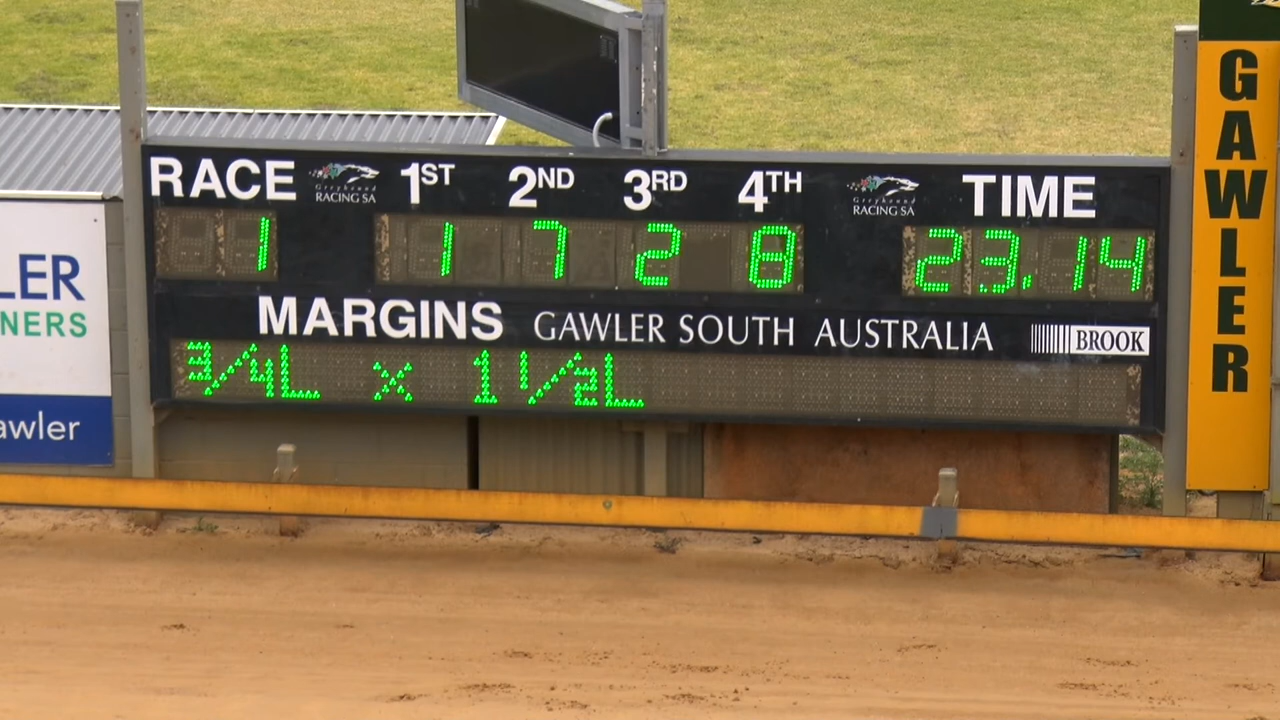 RACE Greyhound RACING SA 1ST 2ND 3RD 4TH Greyhound RACING SA TIME
1 1 7 2 8 23.14
MARGINS GAWLER SOUTH AUSTRALIA BROOK
3/4L x 1 1/2L
GAWLER
LER
NERS
awler